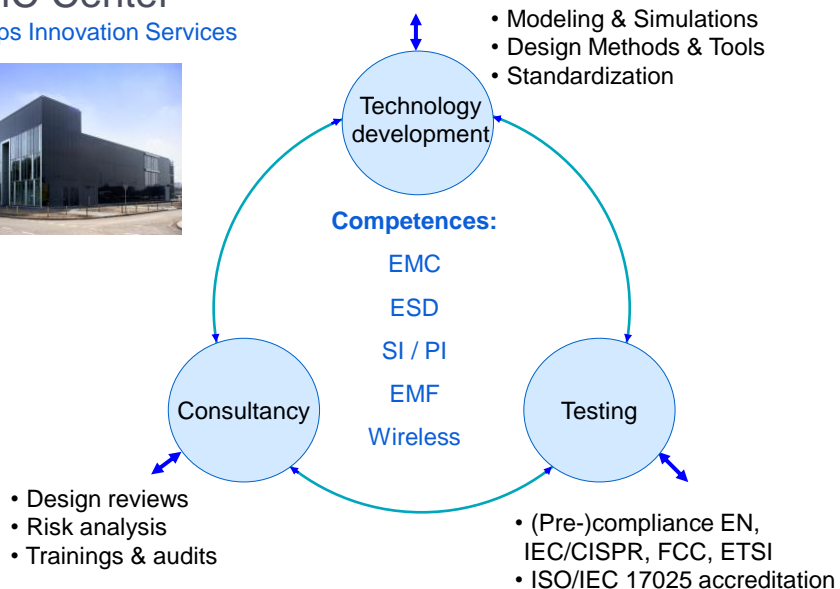 Center
Innovation Services
• Modeling & Simulations
• Design Methods & Tools
• Standardization
Technology
development
Competences:
EMC
ESD
SI / PI
EMF
Wireless
Consultancy
Testing
• Design reviews
• Risk analysis
• Trainings & audits
• (Pre-)compliance EN,
IEC/CISPR, FCC, ETSI
• ISO/IEC 17025 accreditation